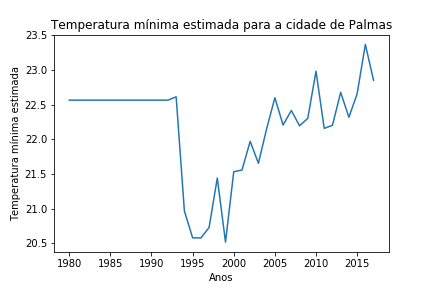 Temperatura mínima estimada para a cidade de Palmas
23.5
23.0
22.5
22.0
21.5
21.0
20.5
Temperatura mínima estimada
1980 1985 1990 1995 2000 2005 2010 2015
Anos